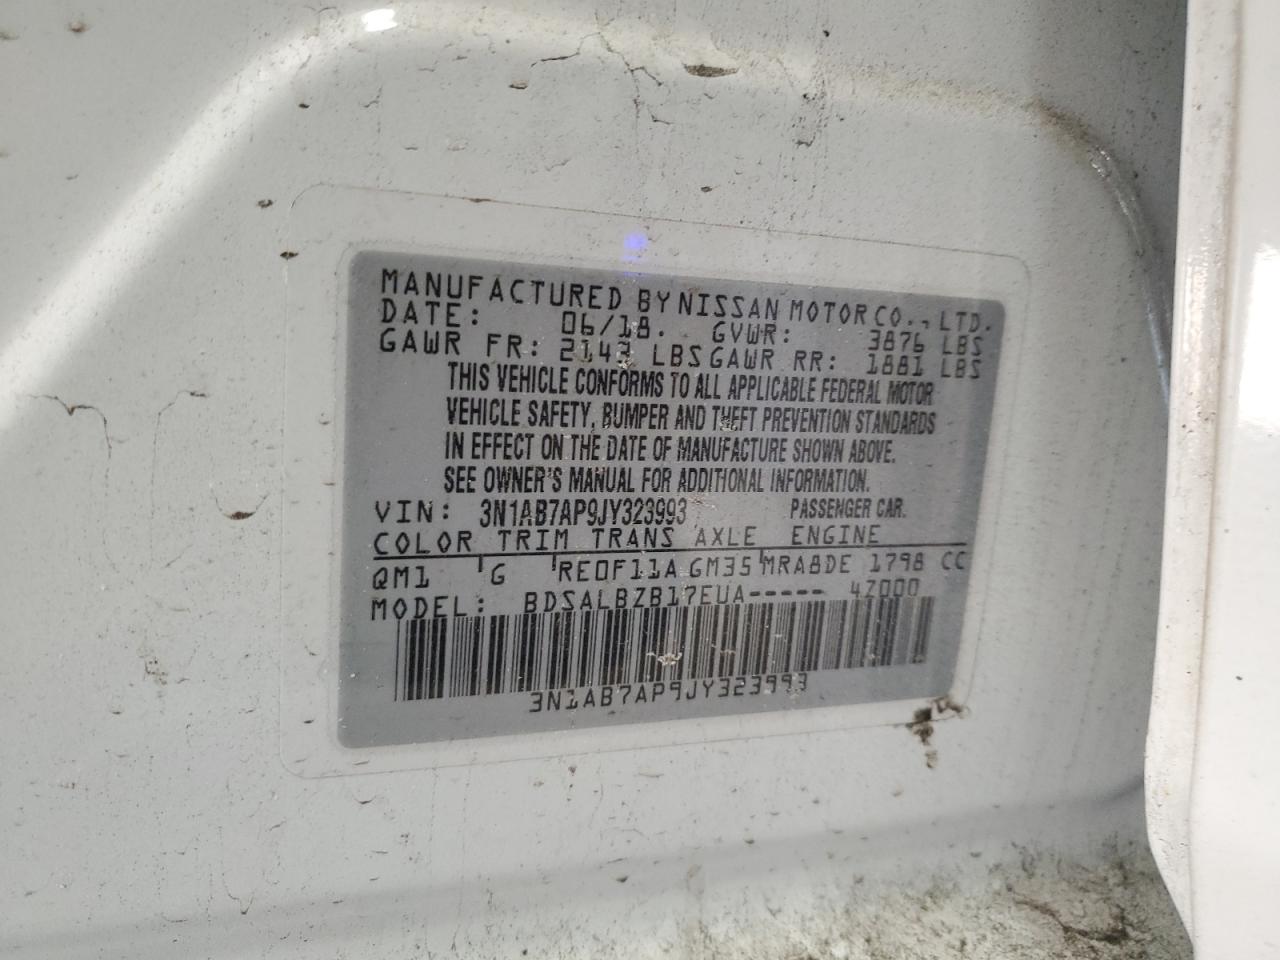 MANUFACTURED BY NISSAN MOTOR CO., LTD.
DATE: 06/18. GVWR: 3876 LBS
GAWR FR: 2143 LBS GAWR RR: 1881 LBS
THIS VEHICLE CONFORMS TO ALL APPLICABLE FEDERAL MOTOR
VEHICLE SAFETY, BUMPER AND THEFT PREVENTION STANDARDS
IN EFFECT ON THE DATE OF MANUFACTURE SHOWN ABOVE.
SEE OWNER'S MANUAL FOR ADDITIONAL INFORMATION.
VIN: 3N1AB7AP9JY323993 PASSENGER CAR.
COLOR TRIM TRANS AXLE ENGINE
QM1 G RE0F11A GM35 MRA8DE 1798 CC
MODEL: BDSALBZB17EUA----- 4Z000
3N1AB7AP9JY323993